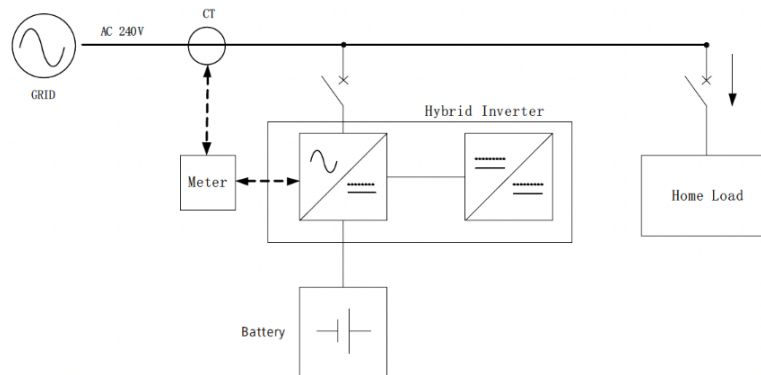 CT
AC 240V
GRID
Hybrid Inverter
Meter
Home Load
Battery